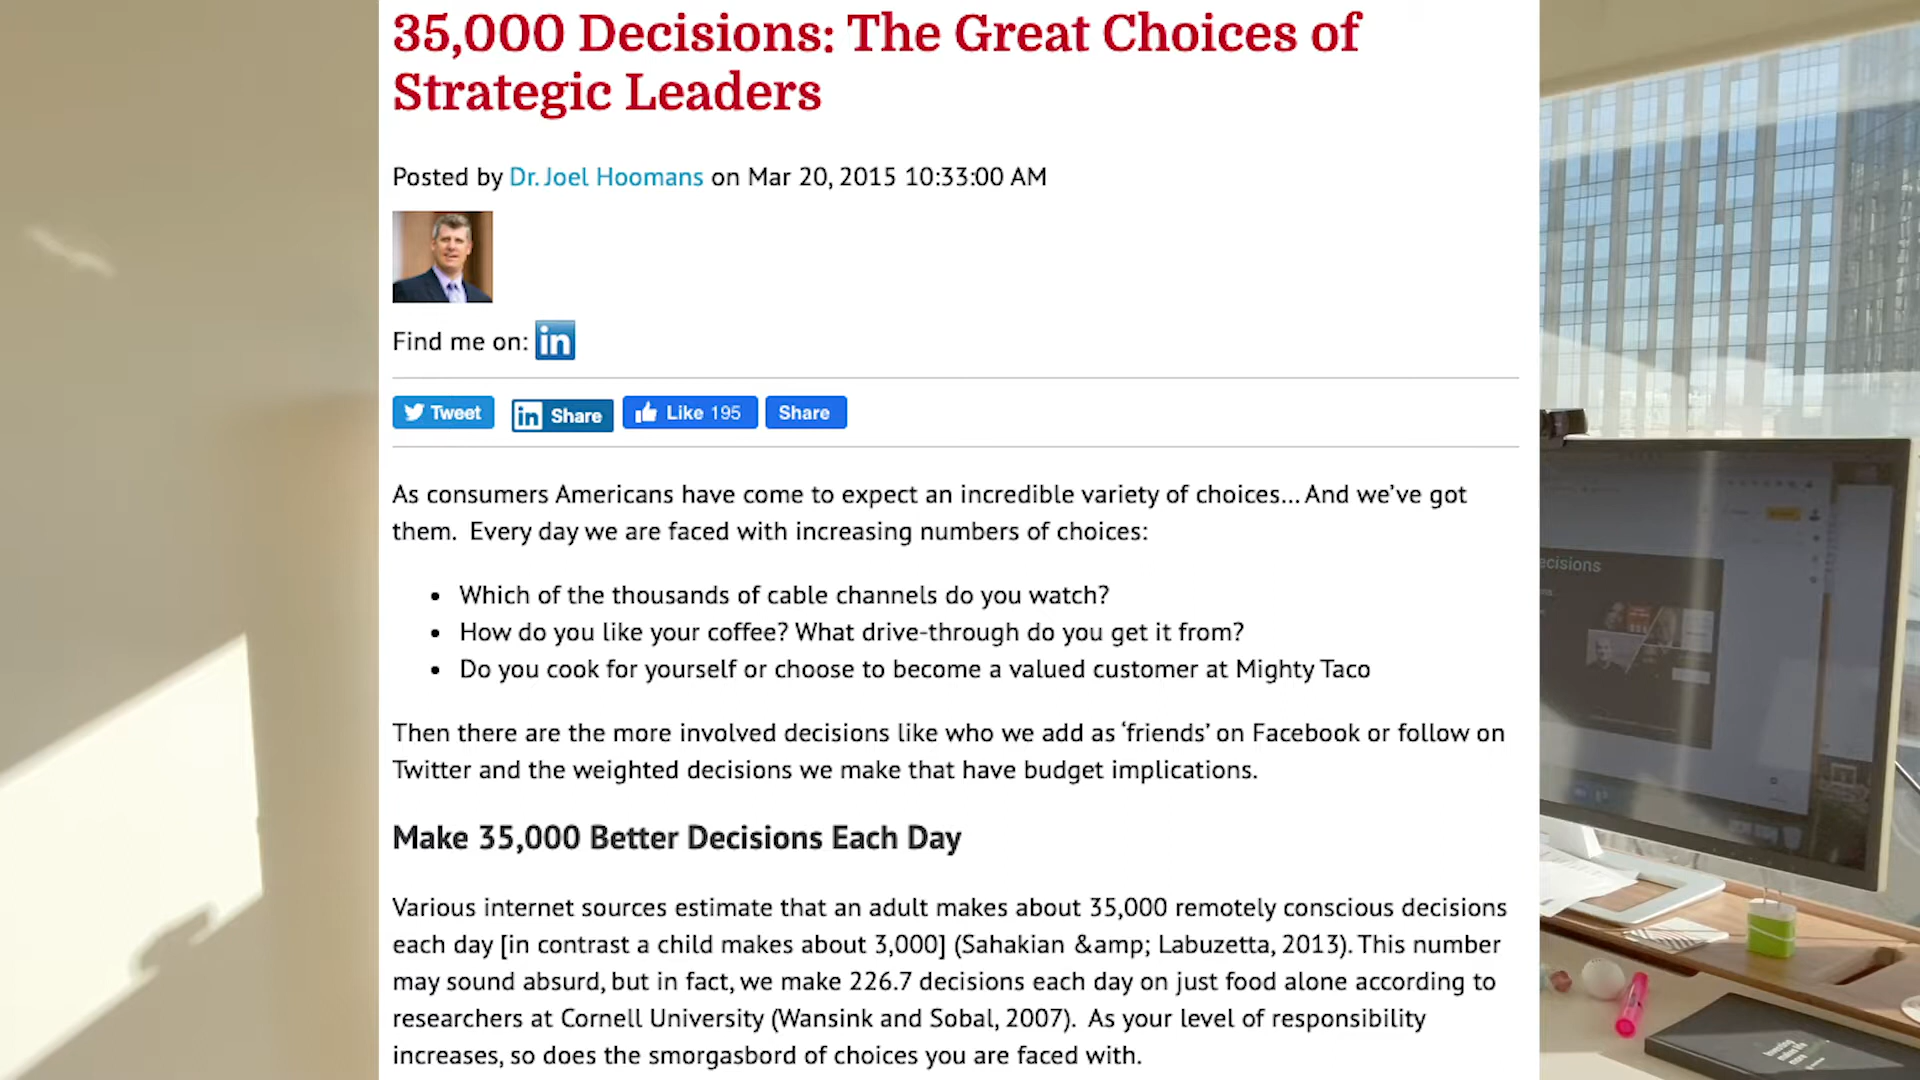 35,000 Decisions: The Great Choices of
Strategic Leaders
Posted by Dr. Joel Hoomans on Mar 20, 2015 10:33:00 AM
Find me on: in
Tweet
in Share
Like 195
Share
As consumers Americans have come to expect an incredible variety of choices... And we’ve got
them.  Every day we are faced with increasing numbers of choices:
• Which of the thousands of cable channels do you watch?
• How do you like your coffee? What drive-through do you get it from?
• Do you cook for yourself or choose to become a valued customer at Mighty Taco
Then there are the more involved decisions like who we add as ‘friends’ on Facebook or follow on
Twitter and the weighted decisions we make that have budget implications.
Make 35,000 Better Decisions Each Day
Various internet sources estimate that an adult makes about 35,000 remotely conscious decisions
each day [in contrast a child makes about 3,000] (Sahakian &amp; Labuzetta, 2013). This number
may sound absurd, but in fact, we make 226.7 decisions each day on just food alone according to
researchers at Cornell University (Wansink and Sobal, 2007).  As your level of responsibility
increases, so does the smorgasbord of choices you are faced with.
ecisions